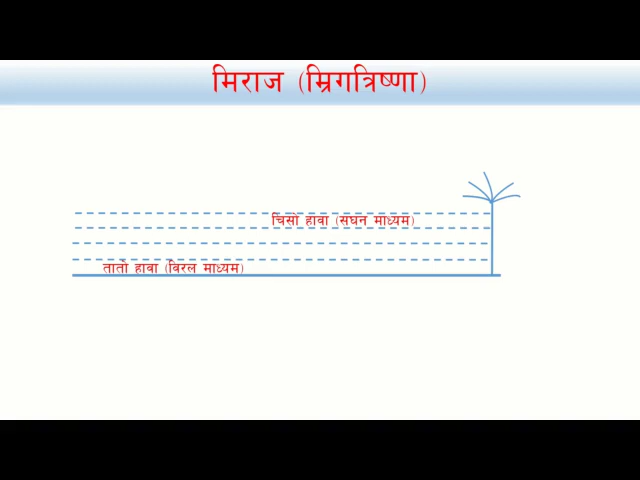 मिराज (म्रिगत्रिष्णा)
चिसो हावा (सघन माध्यम)
तातो हावा (विरल माध्यम)